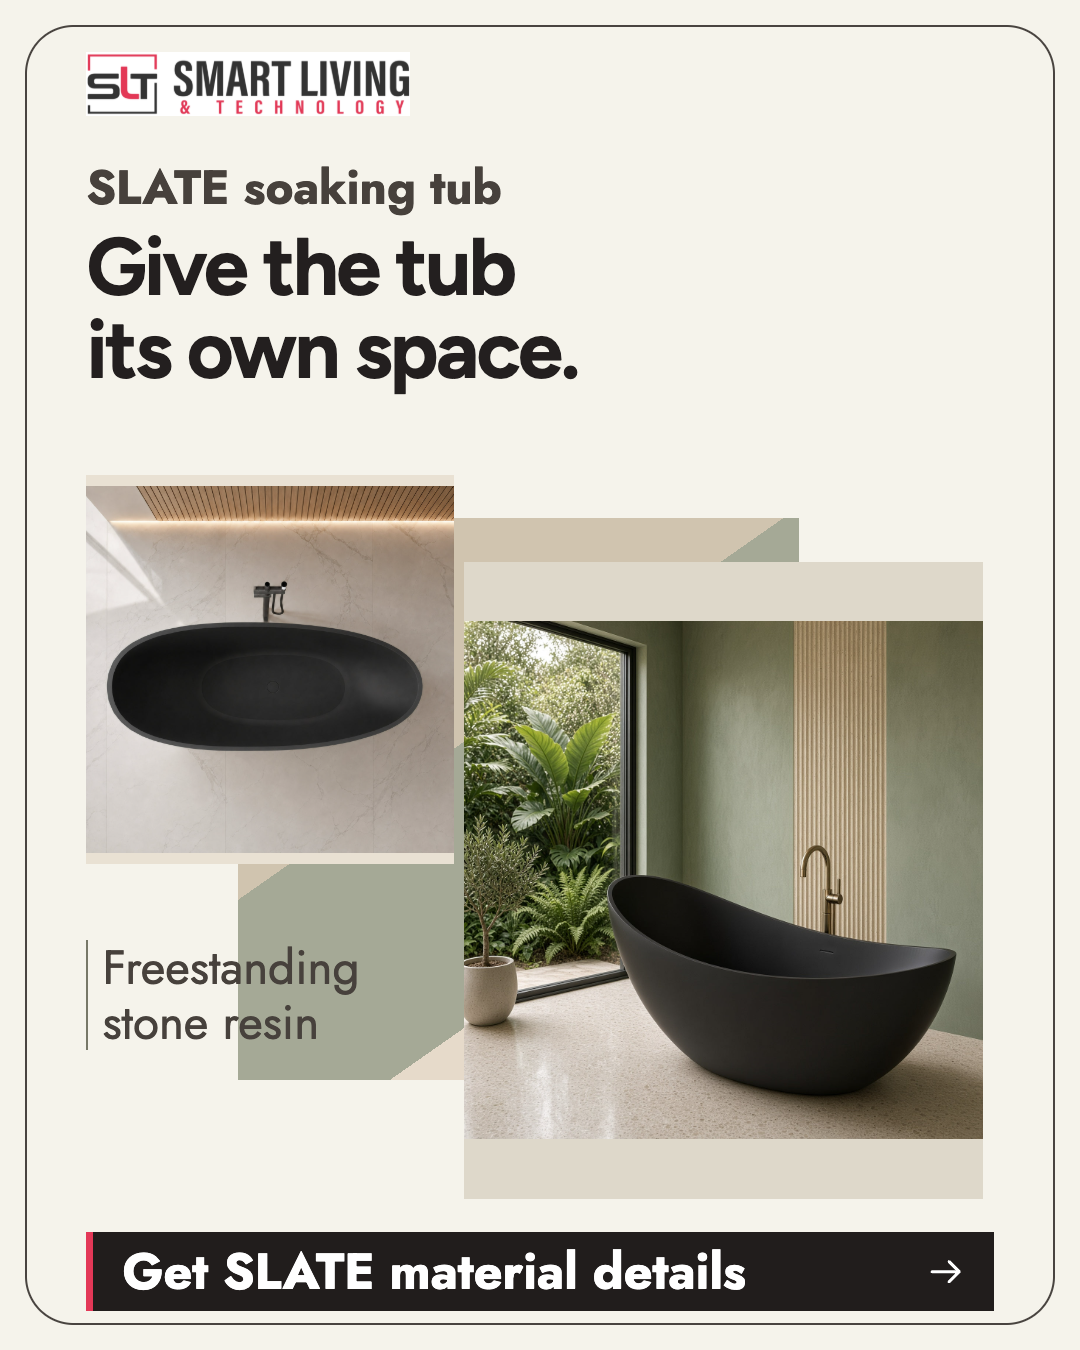 SLT SMART LIVING
& TECHNOLOGY
SLATE soaking tub
Give the tub
its own space.
Freestanding
stone resin
Get SLATE material details →